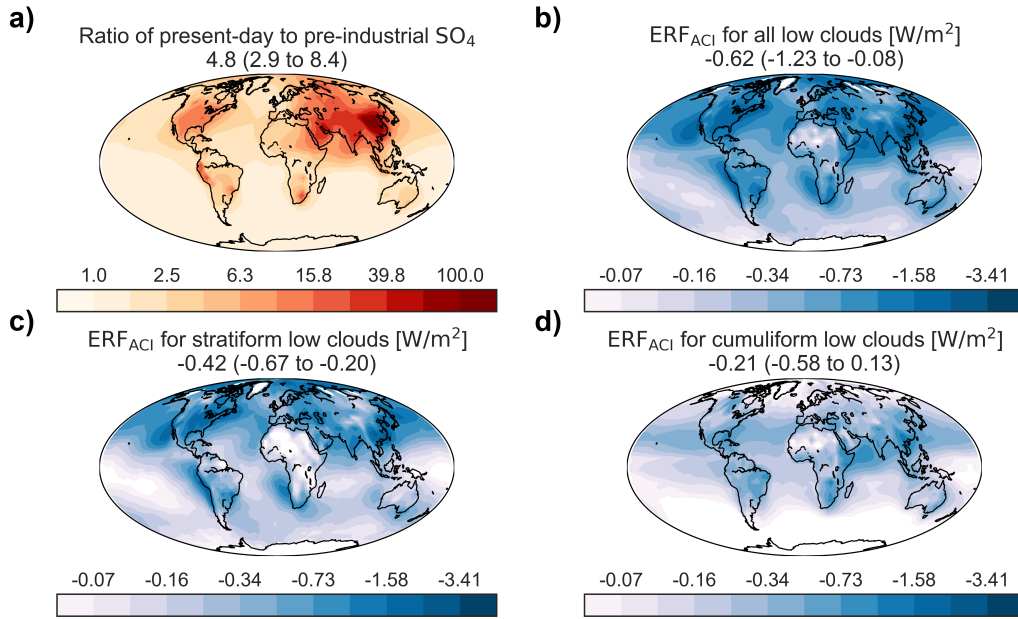 a)
Ratio of present-day to pre-industrial SO₄
4.8 (2.9 to 8.4)
1.0 2.5 6.3 15.8 39.8 100.0
b)
ERF_ACI for all low clouds [W/m²]
-0.62 (-1.23 to -0.08)
-0.07 -0.16 -0.34 -0.73 -1.58 -3.41
c)
ERF_ACI for stratiform low clouds [W/m²]
-0.42 (-0.67 to -0.20)
-0.07 -0.16 -0.34 -0.73 -1.58 -3.41
d)
ERF_ACI for cumuliform low clouds [W/m²]
-0.21 (-0.58 to 0.13)
-0.07 -0.16 -0.34 -0.73 -1.58 -3.41